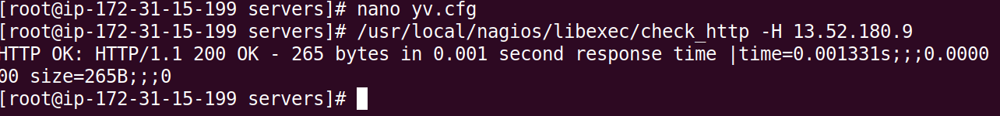 [root@ip-172-31-15-199 servers]# nano yv.cfg
[root@ip-172-31-15-199 servers]# /usr/local/nagios/libexec/check_http -H 13.52.180.9
HTTP OK: HTTP/1.1 200 OK - 265 bytes in 0.001 second response time |time=0.001331s;;;0.0000
00 size=265B;;;0
[root@ip-172-31-15-199 servers]#